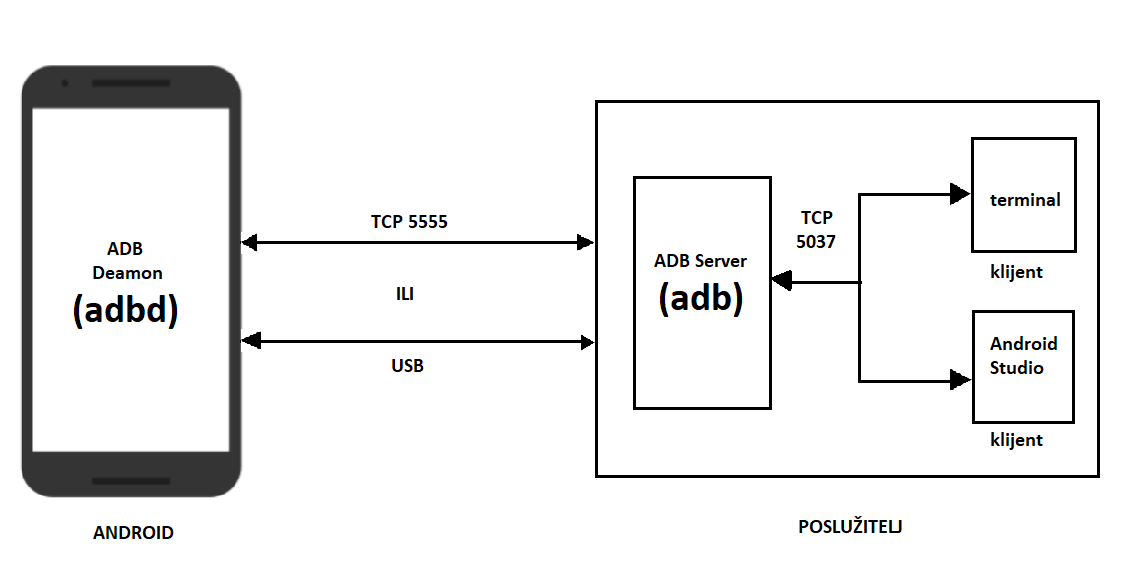 ADB
Deamon
(adbd)
ANDROID
TCP 5555
ILI
USB
ADB Server
(adb)
TCP
5037
terminal
klijent
Android
Studio
klijent
POSLUŽITELJ